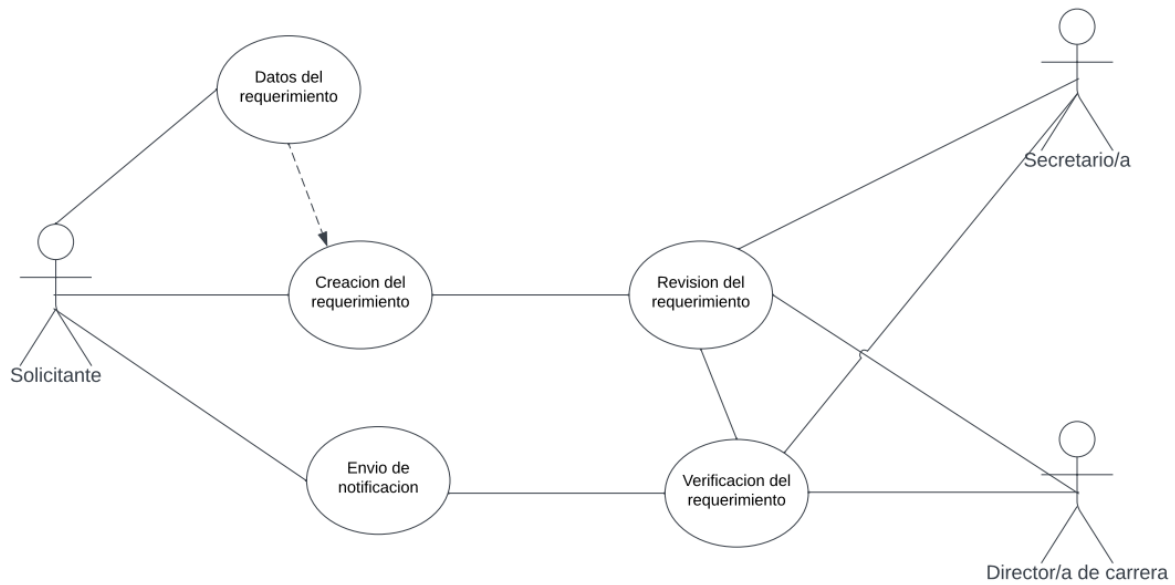 Datos del
requerimiento
Secretario/a
Creacion del
requerimiento
Revision del
requerimiento
Solicitante
Envio de
notificacion
Verificacion del
requerimiento
Director/a de carrera